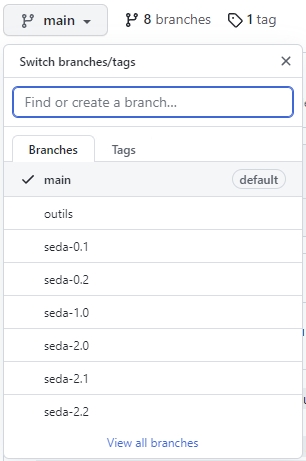 main 8 branches 1 tag
Switch branches/tags
Find or create a branch...
Branches Tags
main default
outils
seda-0.1
seda-0.2
seda-1.0
seda-2.0
seda-2.1
seda-2.2
View all branches